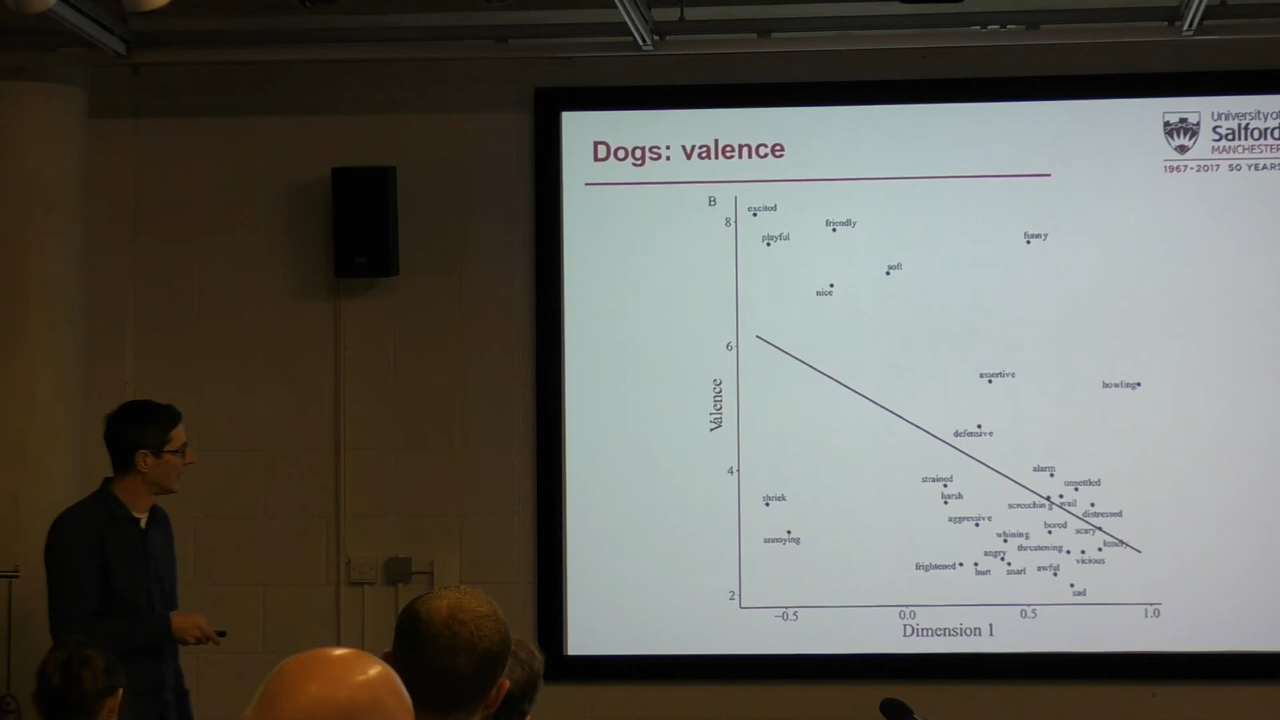 Dogs: valence
University of
Salford
MANCHESTER
1967-2017 50 YEARS
B
excited
8
friendly
playful
funny
soft
nice
6
assertive
howling
Valence
defensive
4
alarm
strained
unsettled
shriek
harsh
screeching
wail
distressed
aggressive
bored
scary
annoying
whining
threatening
lonely
angry
vicious
frightened
hurt
snarl
awful
sad
2
−0.5
0.0
0.5
1.0
Dimension 1